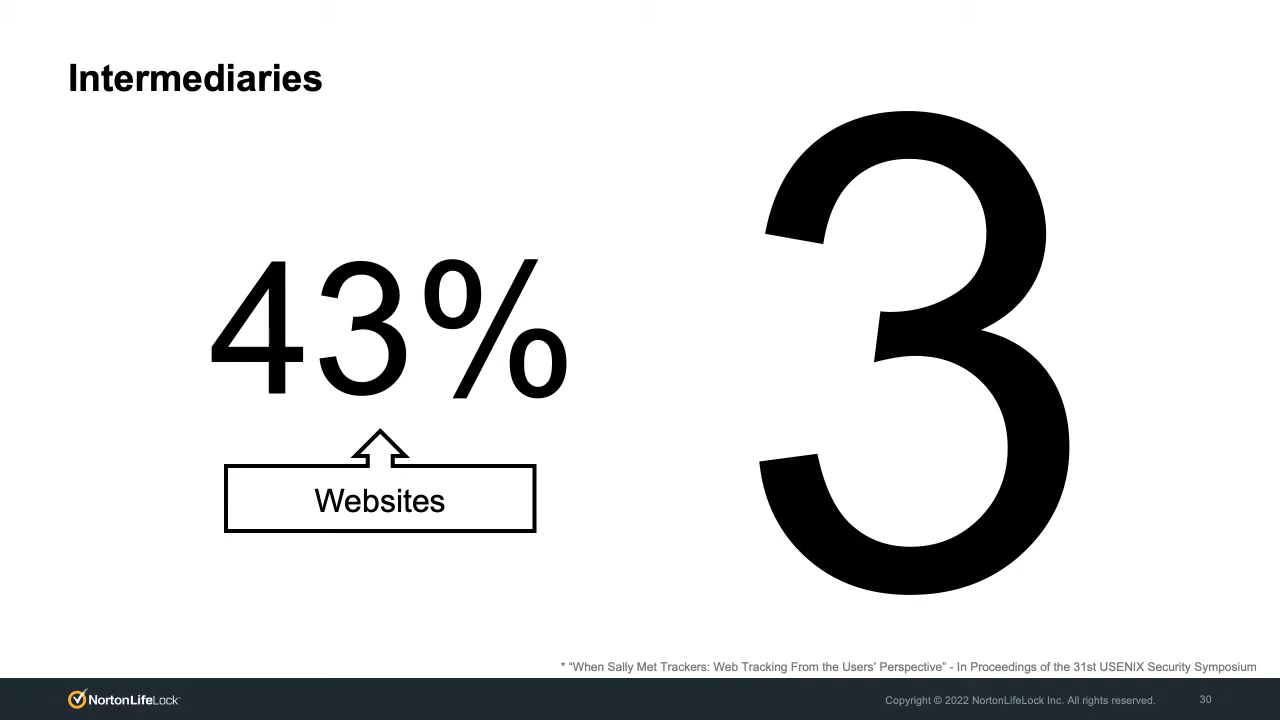 Intermediaries
43%
3
Websites
* “When Sally Met Trackers: Web Tracking From the Users’ Perspective” - In Proceedings of the 31st USENIX Security Symposium
NortonLifeLock
Copyright © 2022 NortonLifeLock Inc. All rights reserved.
30